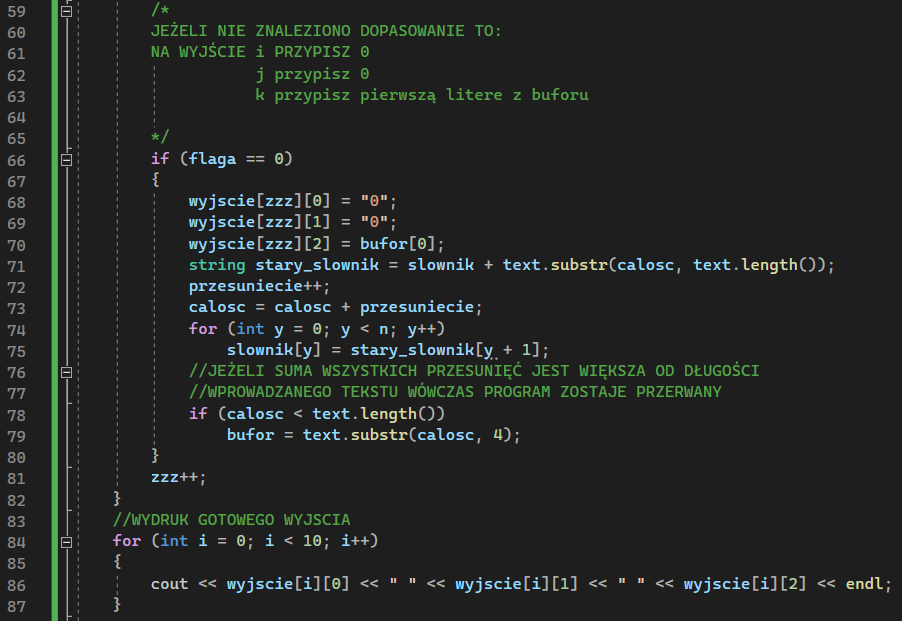 59 /*
60 JEŻELI NIE ZNALEZIONO DOPASOWANIE TO:
61 NA WYJŚCIE i PRZYPISZ 0
62 j przypisz 0
63 k przypisz pierwszą litere z buforu
64
65 */
66 if (flaga == 0)
67 {
68 wyjscie[zzz][0] = "0";
69 wyjscie[zzz][1] = "0";
70 wyjscie[zzz][2] = bufor[0];
71 string stary_slownik = slownik + text.substr(calosc, text.length());
72 przesuniecie++;
73 calosc = calosc + przesuniecie;
74 for (int y = 0; y < n; y++)
75 slownik[y] = stary_slownik[y + 1];
76 //JEŻELI SUMA WSZYSTKICH PRZESUNIĘĆ JEST WIĘKSZA OD DŁUGOŚCI
77 //WPROWADZANEGO TEKSTU WÓWCZAS PROGRAM ZOSTAJE PRZERWANY
78 if (calosc < text.length())
79 bufor = text.substr(calosc, 4);
80 }
81 zzz++;
82 }
83 //WYDRUK GOTOWEGO WYJSCIA
84 for (int i = 0; i < 10; i++)
85 {
86 cout << wyjscie[i][0] << " " << wyjscie[i][1] << " " << wyjscie[i][2] << endl;
87 }